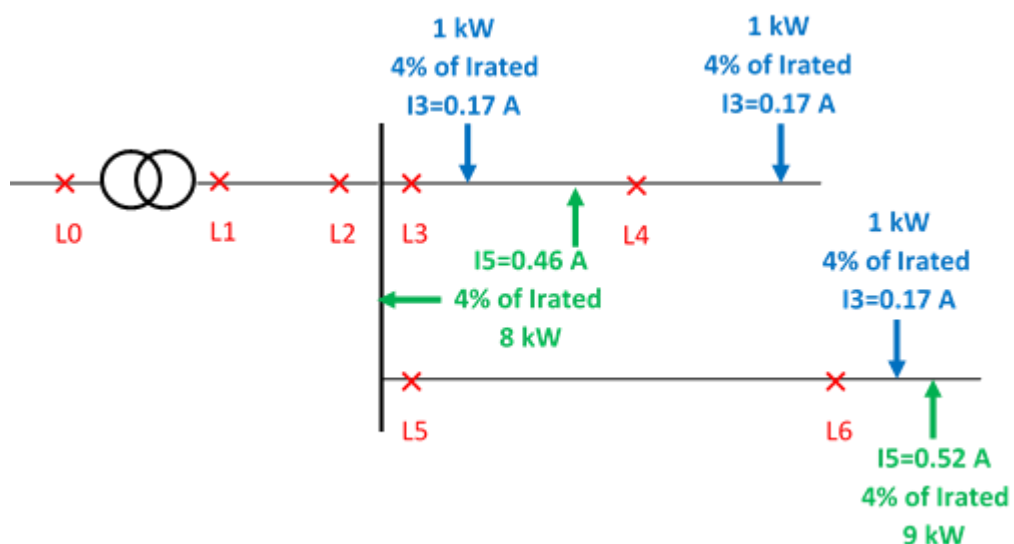 1 kW
4% of Irated
I3=0.17 A
1 kW
4% of Irated
I3=0.17 A
L0
L1
L2
L3
L4
I5=0.46 A
4% of Irated
8 kW
1 kW
4% of Irated
I3=0.17 A
L5
L6
I5=0.52 A
4% of Irated
9 kW